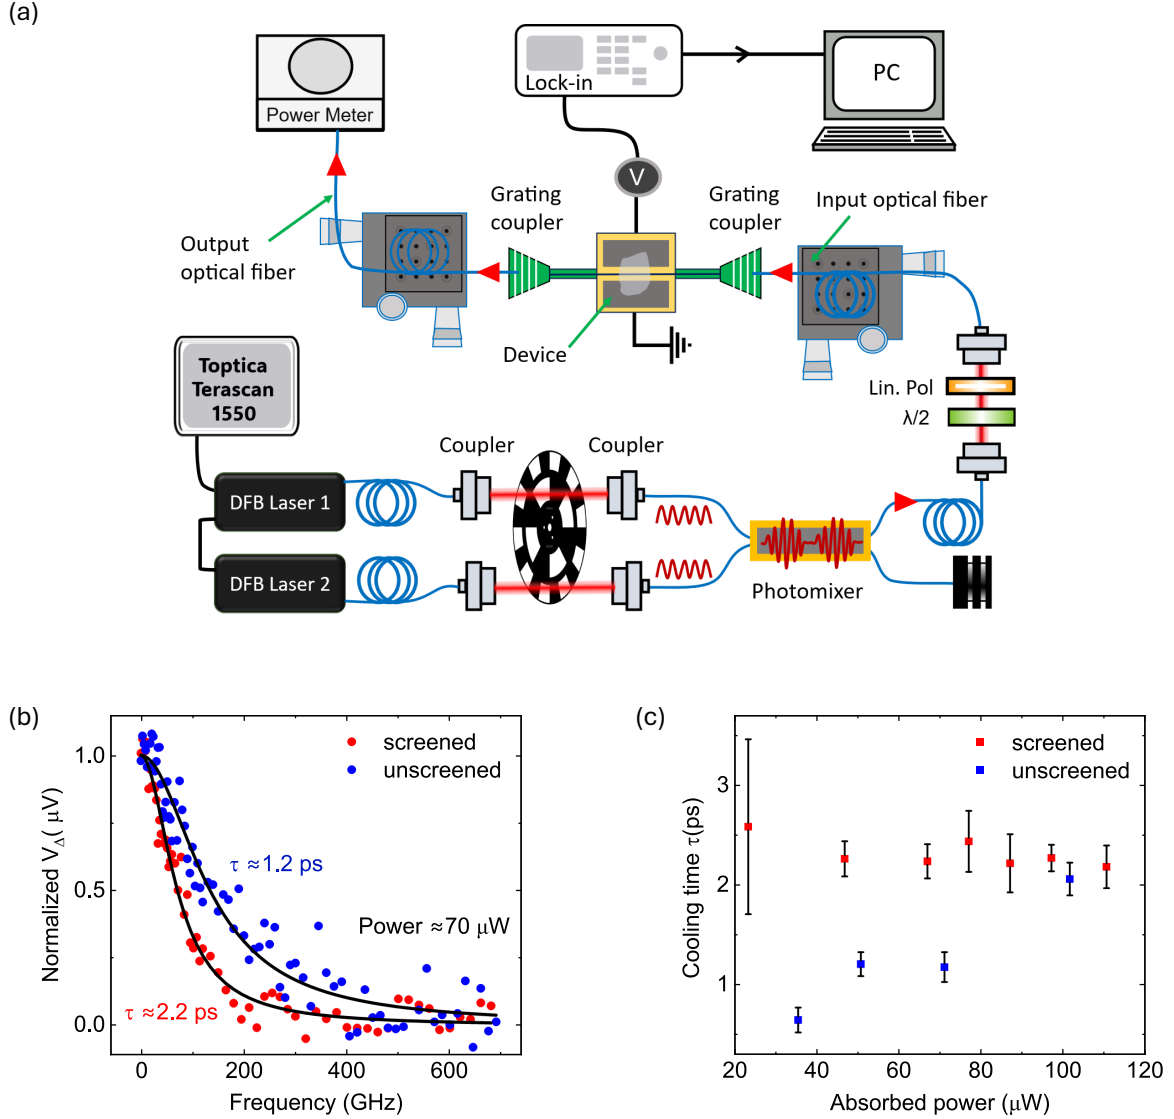 (a)
Power Meter
Lock-in
PC
V
Grating
coupler
Grating
coupler
Input optical fiber
Output
optical fiber
Device
Toptica
Terascan
1550
Lin. Pol
λ/2
Coupler
Coupler
DFB Laser 1
DFB Laser 2
Photomixer
(b)
screened
unscreened
τ ≈1.2 ps
Power ≈70 μW
τ ≈2.2 ps
Normalized V_Δ( μV)
1.0
0.5
0.0
0
200
400
600
Frequency (GHz)
(c)
screened
unscreened
Cooling time τ(ps)
3
2
1
20
40
60
80
100
120
Absorbed power (μW)